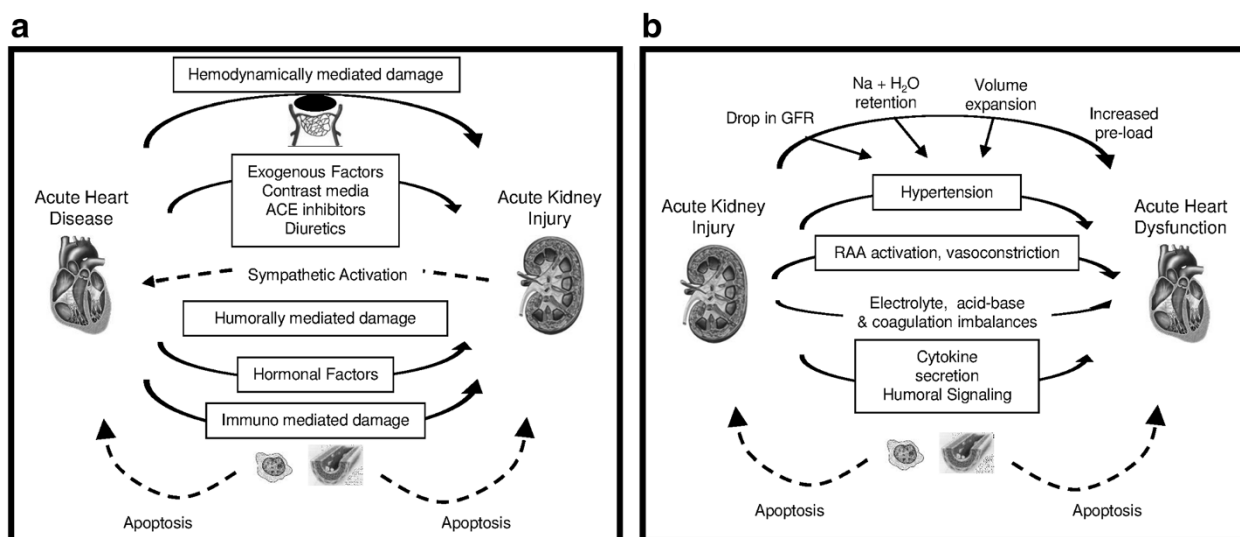 a
Hemodynamically mediated damage
Exogenous Factors
Contrast media
ACE inhibitors
Diuretics
Acute Heart
Disease
Acute Kidney
Injury
Sympathetic Activation
Humorally mediated damage
Hormonal Factors
Immuno mediated damage
Apoptosis
Apoptosis
b
Drop in GFR
Na + H₂O
retention
Volume
expansion
Increased
pre-load
Hypertension
Acute Kidney
Injury
Acute Heart
Dysfunction
RAA activation, vasoconstriction
Electrolyte, acid-base
& coagulation imbalances
Cytokine
secretion
Humoral Signaling
Apoptosis
Apoptosis